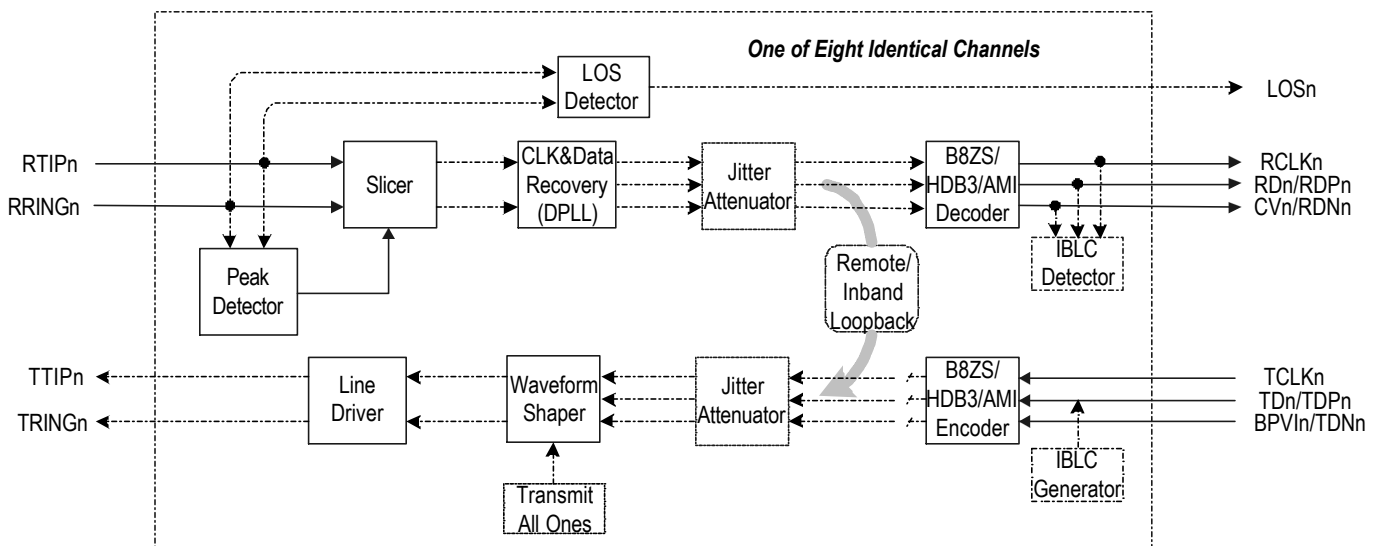 One of Eight Identical Channels
LOS
Detector
LOSn
RTIPn
RRINGn
Slicer
CLK&Data
Recovery
(DPLL)
Jitter
Attenuator
B8ZS/
HDB3/AMI
Decoder
RCLKn
RDn/RDPn
CVn/RDNn
Peak
Detector
Remote/
Inband
Loopback
IBLC
Detector
TTIPn
TRINGn
Line
Driver
Waveform
Shaper
Jitter
Attenuator
B8ZS/
HDB3/AMI
Encoder
TCLKn
TDn/TDPn
BPVIn/TDNn
Transmit
All Ones
IBLC
Generator